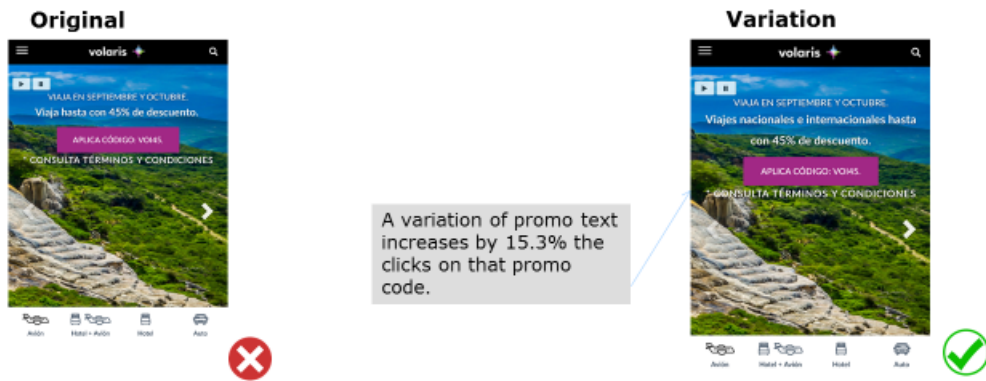 Original
volaris
VIAJA EN SEPTIEMBRE Y OCTUBRE.
Viaja hasta con 45% de descuento.
APLICA CÓDIGO: VOI45.
* CONSULTA TÉRMINOS Y CONDICIONES
Avión
Hotel + Avión
Hotel
Auto
A variation of promo text
increases by 15.3% the
clicks on that promo
code.
Variation
volaris
VIAJA EN SEPTIEMBRE Y OCTUBRE.
Viajes nacionales e internacionales hasta
con 45% de descuento.
APLICA CÓDIGO: VOI45.
* CONSULTA TÉRMINOS Y CONDICIONES
Avión
Hotel + Avión
Hotel
Auto